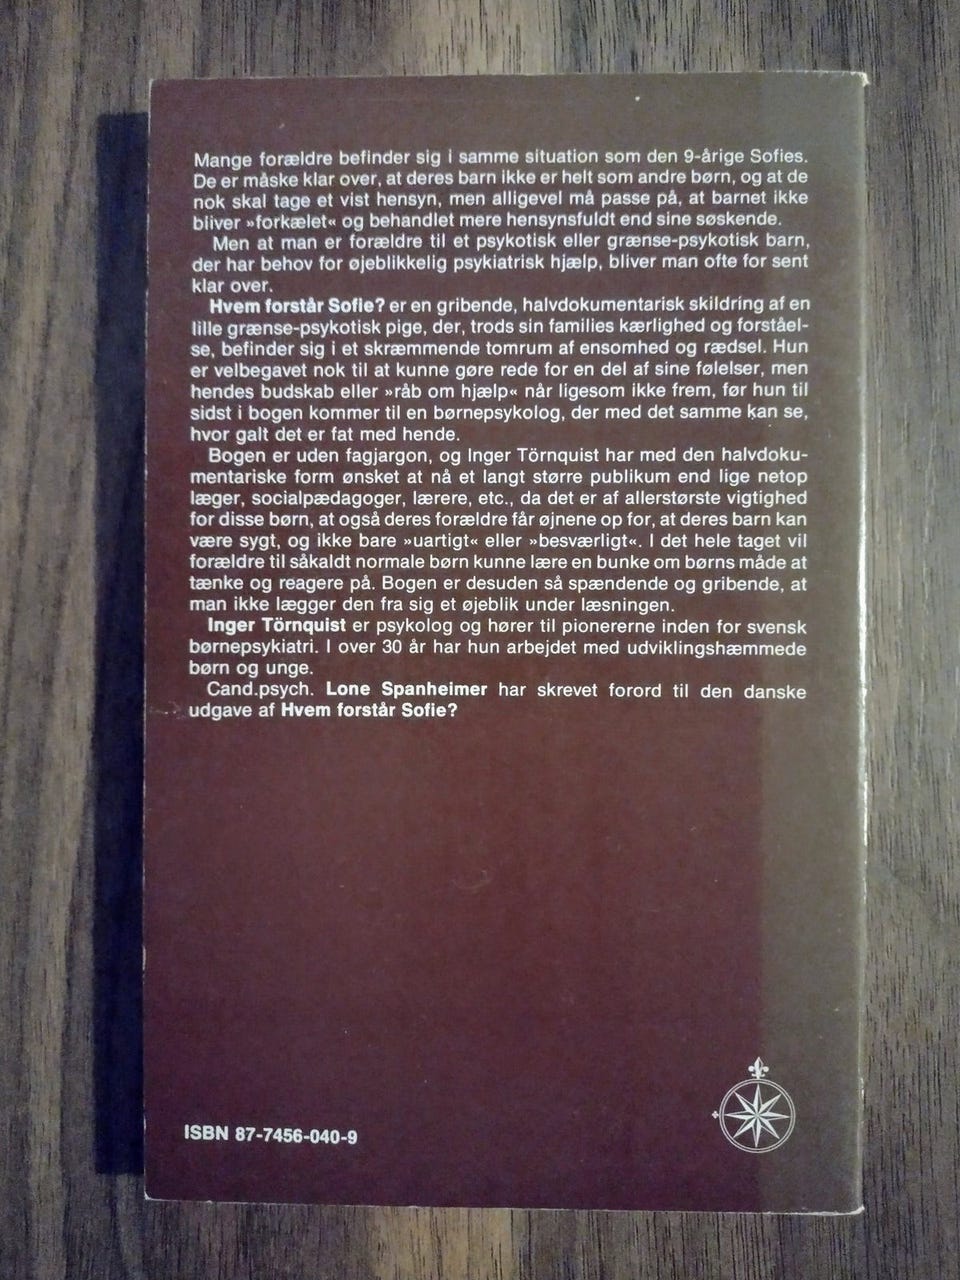 Mange forældre befinder sig i samme situation som den 9-årige Sofies.
De er måske klar over, at deres barn ikke er helt som andre børn, og at de
nok skal tage et vist hensyn, men alligevel må passe på, at barnet ikke
bliver »forkælet« og behandlet mere hensynsfuldt end sine søskende.
Men at man er forældre til et psykotisk eller grænse-psykotisk barn,
der har behov for øjeblikkelig psykiatrisk hjælp, bliver man ofte for sent
klar over.
Hvem forstår Sofie? er en gribende, halvdokumentarisk skildring af en
lille grænse-psykotisk pige, der, trods sin families kærlighed og forståel-
se, befinder sig i et skræmmende tomrum af ensomhed og rædsel. Hun
er velbegavet nok til at kunne gøre rede for en del af sine følelser, men
hendes budskab eller »råb om hjælp« når ligesom ikke frem, før hun til
sidst i bogen kommer til en børnepsykolog, der med det samme kan se,
hvor galt det er fat med hende.
Bogen er uden fagjargon, og Inger Törnquist har med den halvdoku-
mentariske form ønsket at nå et langt større publikum end lige netop
læger, socialpædagoger, lærere, etc., da det er af allerstørste vigtighed
for disse børn, at også deres forældre får øjnene op for, at deres barn kan
være sygt, og ikke bare »uartigt« eller »besværligt«. I det hele taget vil
forældre til såkaldt normale børn kunne lære en bunke om børns måde at
tænke og reagere på. Bogen er desuden så spændende og gribende, at
man ikke lægger den fra sig et øjeblik under læsningen.
Inger Törnquist er psykolog og hører til pionererne inden for svensk
børnepsykiatri. I over 30 år har hun arbejdet med udviklingshæmmede
børn og unge.
Cand.psych. Lone Spanheimer har skrevet forord til den danske
udgave af Hvem forstår Sofie?
ISBN 87-7456-040-9